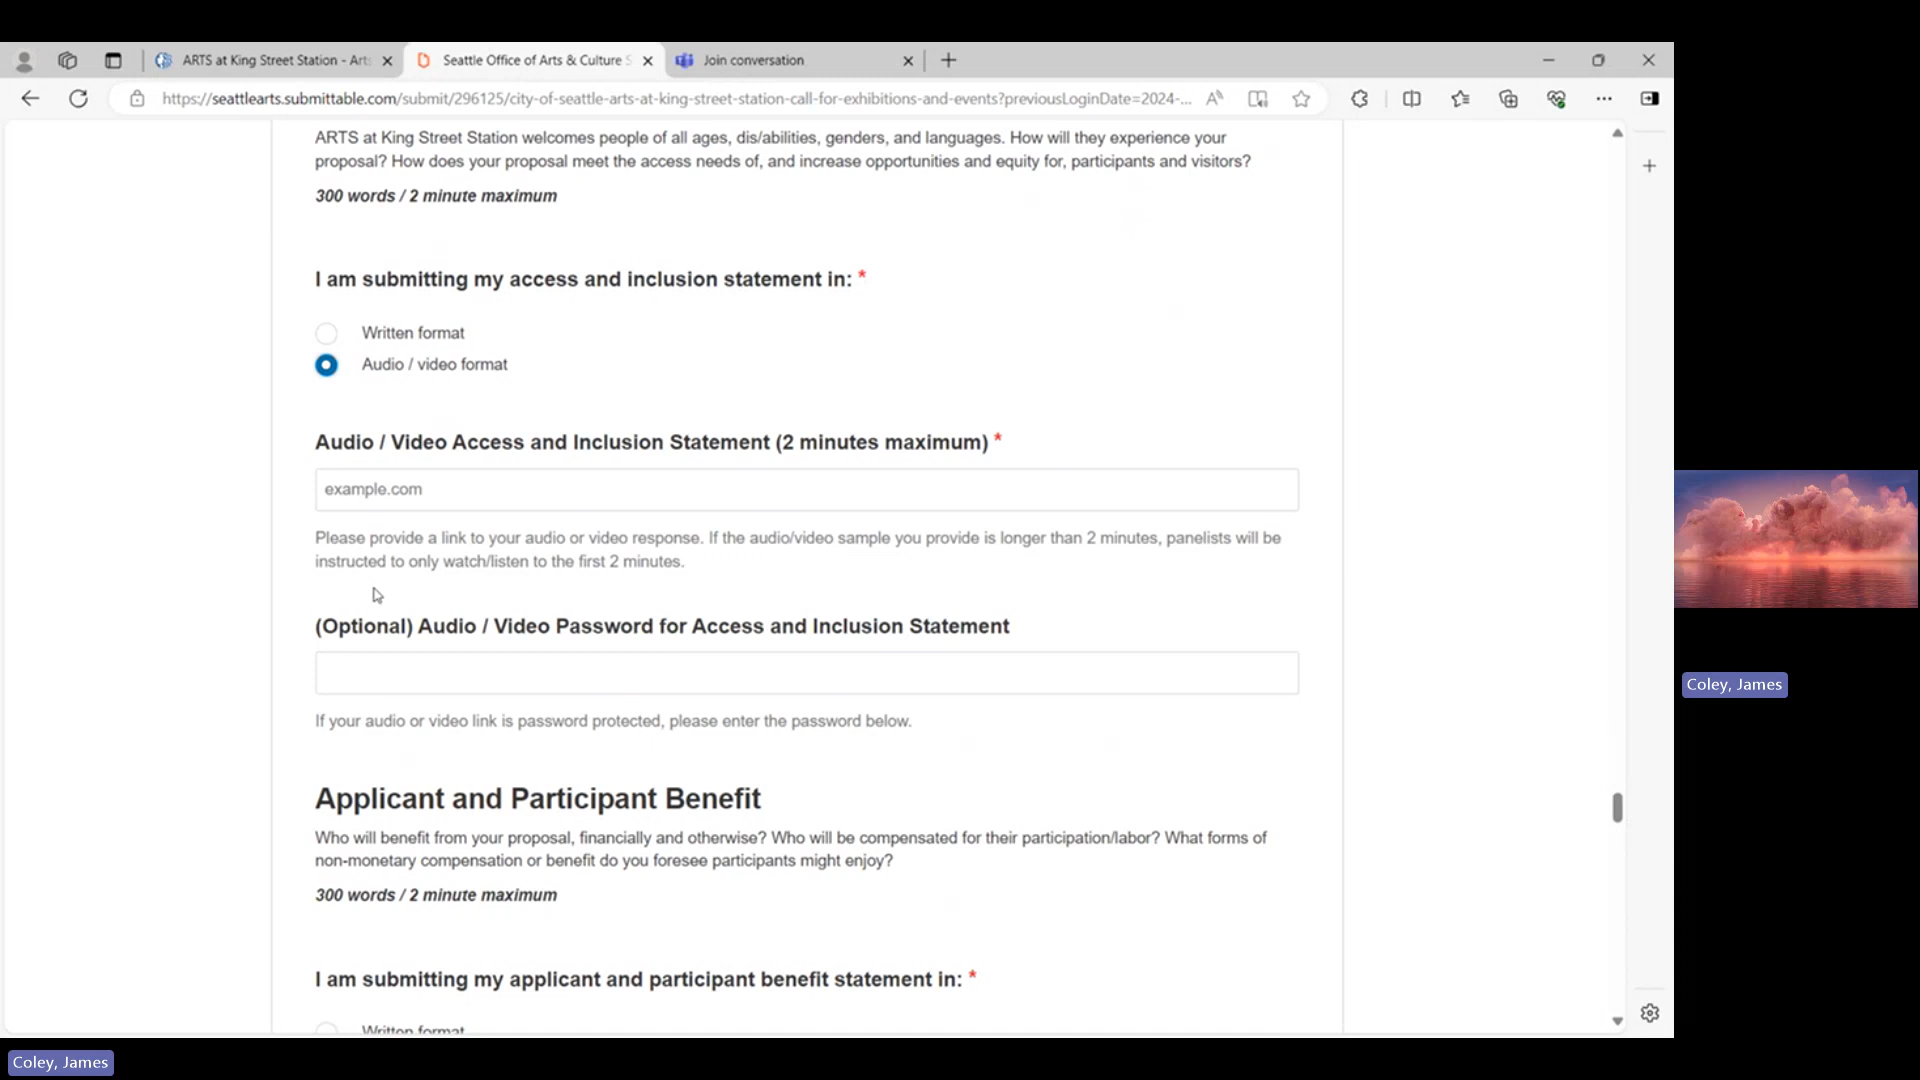 ARTS at King Street Station - Arts
Seattle Office of Arts & Culture S
Join conversation
https://seattlearts.submittable.com/submit/296125/city-of-seattle-arts-at-king-street-station-call-for-exhibitions-and-events?previousLoginDate=2024-...
ARTS at King Street Station welcomes people of all ages, dis/abilities, genders, and languages. How will they experience your
proposal? How does your proposal meet the access needs of, and increase opportunities and equity for, participants and visitors?
300 words / 2 minute maximum
I am submitting my access and inclusion statement in: *
Written format
Audio / video format
Audio / Video Access and Inclusion Statement (2 minutes maximum) *
example.com
Please provide a link to your audio or video response. If the audio/video sample you provide is longer than 2 minutes, panelists will be
instructed to only watch/listen to the first 2 minutes.
(Optional) Audio / Video Password for Access and Inclusion Statement
If your audio or video link is password protected, please enter the password below.
Applicant and Participant Benefit
Who will benefit from your proposal, financially and otherwise? Who will be compensated for their participation/labor? What forms of
non-monetary compensation or benefit do you foresee participants might enjoy?
300 words / 2 minute maximum
I am submitting my applicant and participant benefit statement in: *
Written format
Coley, James
Coley, James